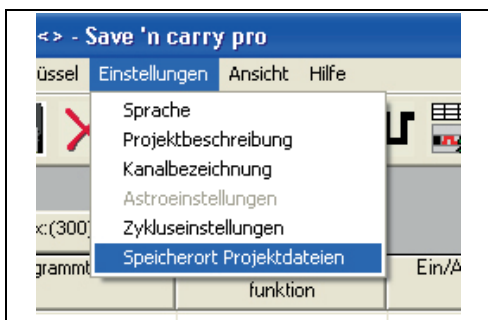 <> - Save 'n carry pro
üssel Einstellungen Ansicht Hilfe
Sprache
Projektbeschreibung
Kanalbezeichnung
Astroeinstellungen
Zykluseinstellungen
x:(300)
Speicherort Projektdateien
grammt
funktion
Ein/A